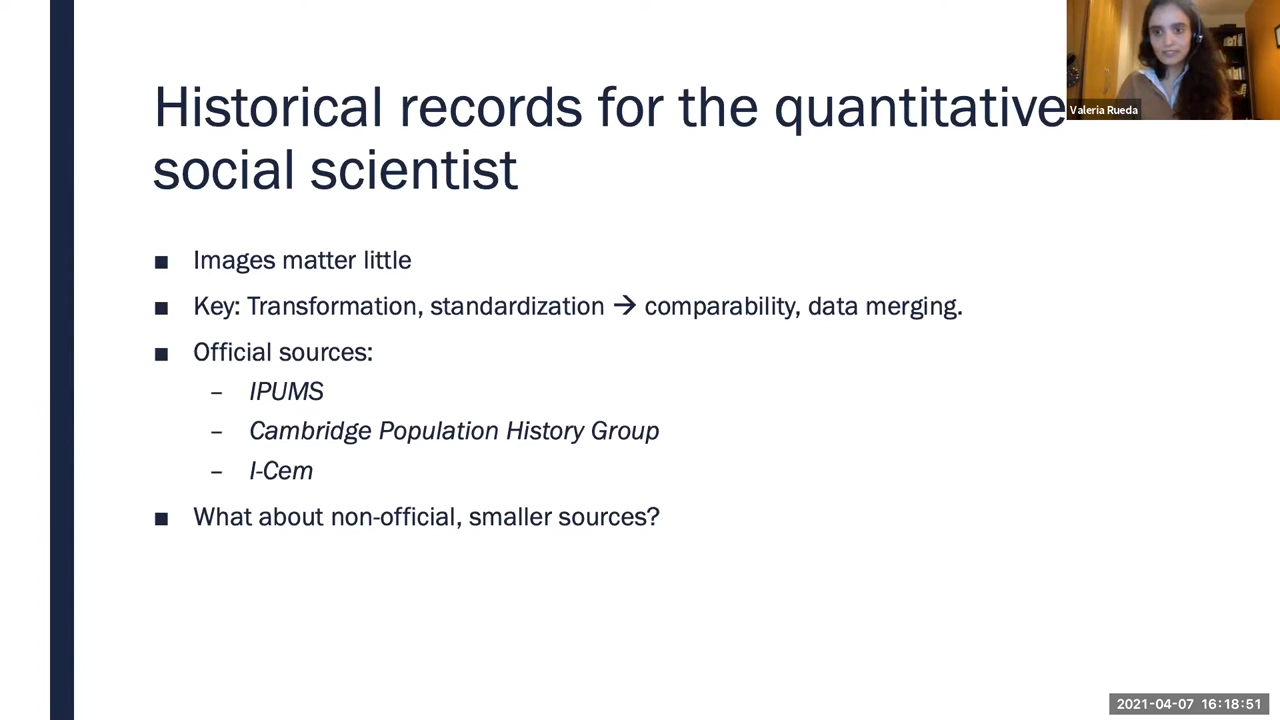 Historical records for the quantitative
social scientist
Valeria Rueda
■ Images matter little
■ Key: Transformation, standardization → comparability, data merging.
■ Official sources:
– IPUMS
– Cambridge Population History Group
– I-Cem
■ What about non-official, smaller sources?
2021-04-07 16:18:51